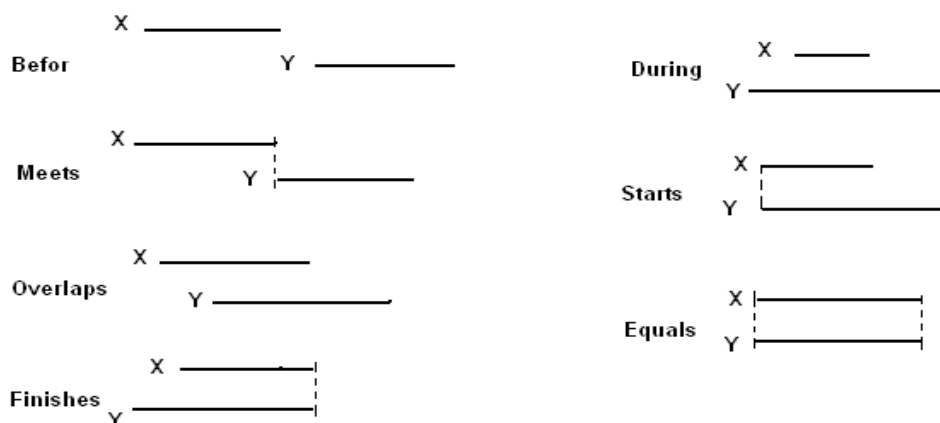 X
Befor Y
X
Meets Y
X
Overlaps Y
X
Finishes Y
X
During Y
X
Starts Y
X
Equals Y